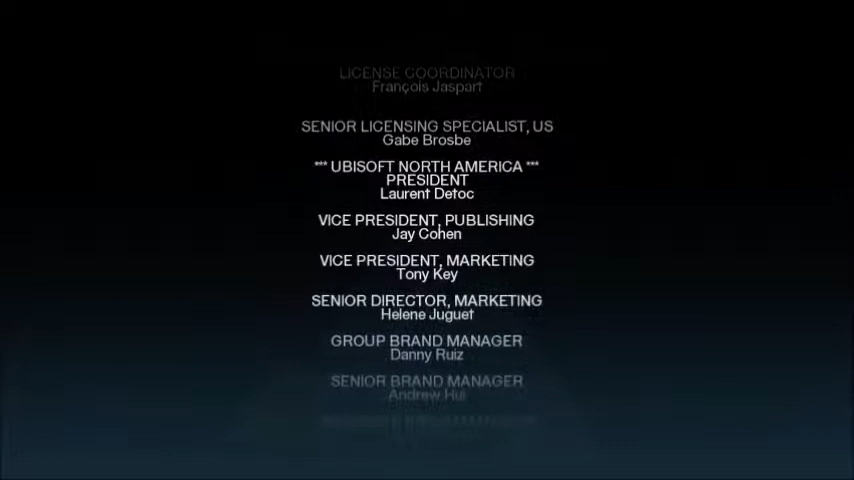 LICENSE COORDINATOR
François Jaspart
SENIOR LICENSING SPECIALIST, US
Gabe Brosbe
*** UBISOFT NORTH AMERICA ***
PRESIDENT
Laurent Detoc
VICE PRESIDENT, PUBLISHING
Jay Cohen
VICE PRESIDENT, MARKETING
Tony Key
SENIOR DIRECTOR, MARKETING
Helene Juguet
GROUP BRAND MANAGER
Danny Ruiz
SENIOR BRAND MANAGER
Andrew Hui